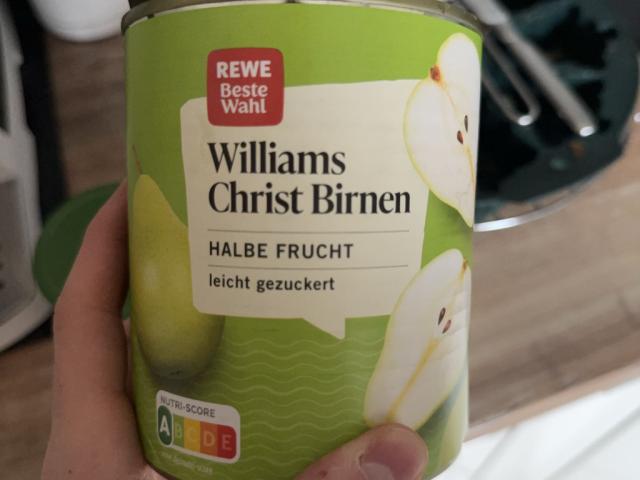 REWE
Beste
Wahl
Williams
Christ Birnen
HALBE FRUCHT
leicht gezuckert
NUTRI-SCORE
A B C D E